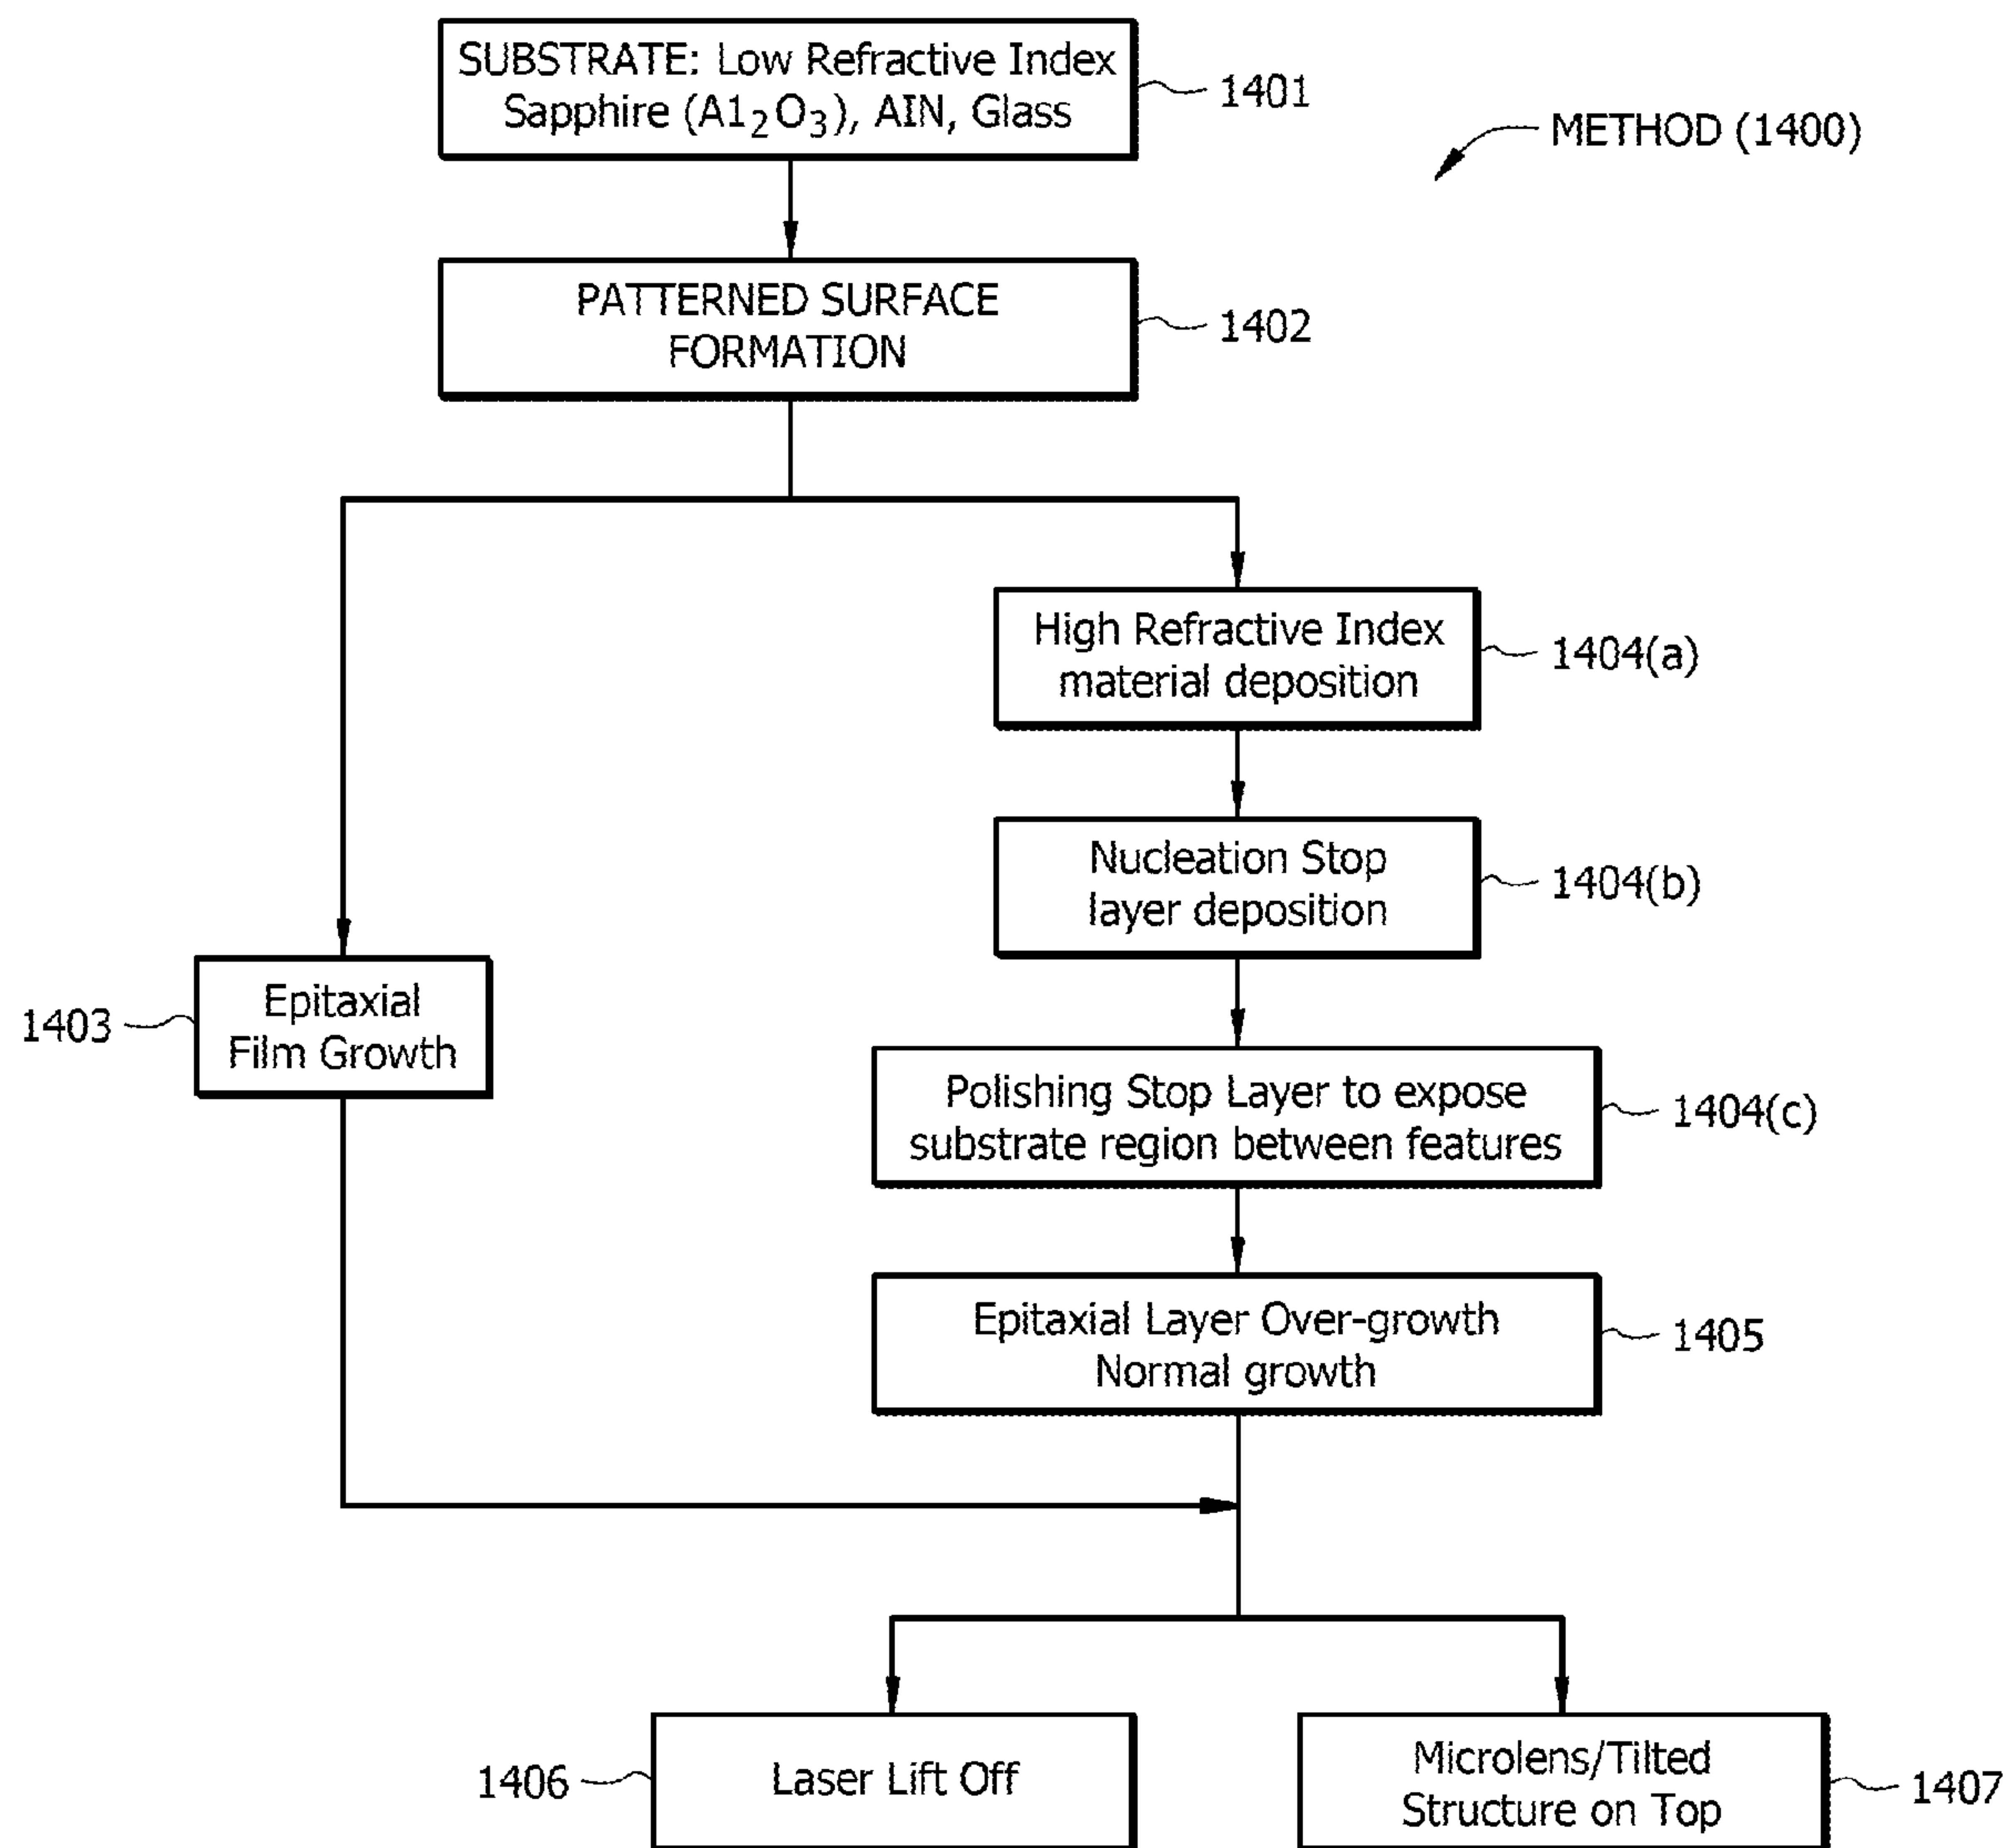 SUBSTRATE: Low Refractive Index
Sapphire (A1₂O₃), AIN, Glass
1401
METHOD (1400)
PATTERNED SURFACE
FORMATION
1402
High Refractive Index
material deposition
1404(a)
Nucleation Stop
layer deposition
1404(b)
Epitaxial
Film Growth
1403
Polishing Stop Layer to expose
substrate region between features
1404(c)
Epitaxial Layer Over-growth
Normal growth
1405
Laser Lift Off
1406
Microlens/Tilted
Structure on Top
1407